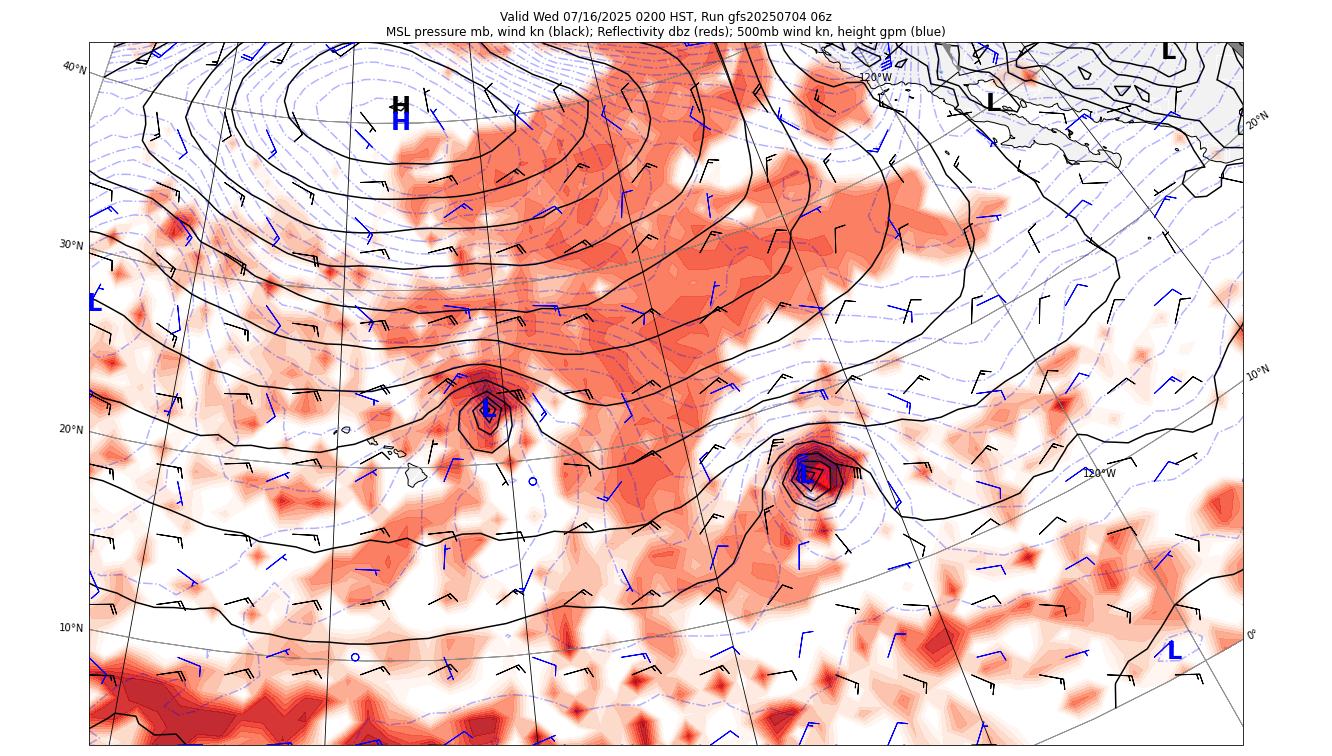 Valid Wed 07/16/2025 0200 HST, Run gfs20250704 06z
MSL pressure mb, wind kn (black); Reflectivity dbz (reds); 500mb wind kn, height gpm (blue)
L
40°N
120°W
H
L
H
20°N
30°N
L
10°N
L
20°N
L
120°W
10°N
0°
L